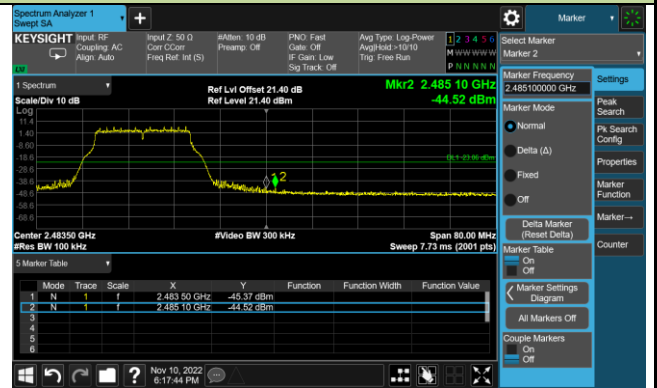 Spectrum Analyzer 1
Swept SA
Marker
KEYSIGHT
Input: RF
Coupling: AC
Align: Auto
Input Z: 50 Ω
Corr CCorr
Freq Ref: Int (S)
#Atten: 10 dB
Preamp: Off
PNO: Fast
Gate: Off
IF Gain: Low
Sig Track: Off
Avg Type: Log-Power
Avg|Hold:>10/10
Trig: Free Run
1 2 3 4 5 6
M W W W W W
P N N N N N
Select Marker
Marker 2
1 Spectrum
Scale/Div 10 dB
Log
Ref Lvl Offset 21.40 dB
Ref Level 21.40 dBm
Mkr2 2.485 10 GHz
-44.52 dBm
11.4
1.40
-8.60
-18.6
-28.6
-38.6
-48.6
-58.6
-68.6
2
Center 2.48350 GHz
#Res BW 100 kHz
#Video BW 300 kHz
Span 80.00 MHz
Sweep 7.73 ms (2001 pts)
5 Marker Table
Mode Trace Scale X Y Function Function Width Function Value
1 N 1 f 2.483 50 GHz -45.37 dBm
2 N 1 f 2.485 10 GHz -44.52 dBm
3
4
5
6
Marker Frequency
2.485100000 GHz
Marker Mode
Normal
Delta (Δ)
Fixed
Off
Delta Marker
(Reset Delta)
Marker Table
On
Off
Marker Settings
Diagram
All Markers Off
Couple Markers
On
Off
Settings
Peak
Search
Pk Search
Config
Properties
Marker
Function
Marker→
Counter
Nov 10, 2022
6:17:44 PM